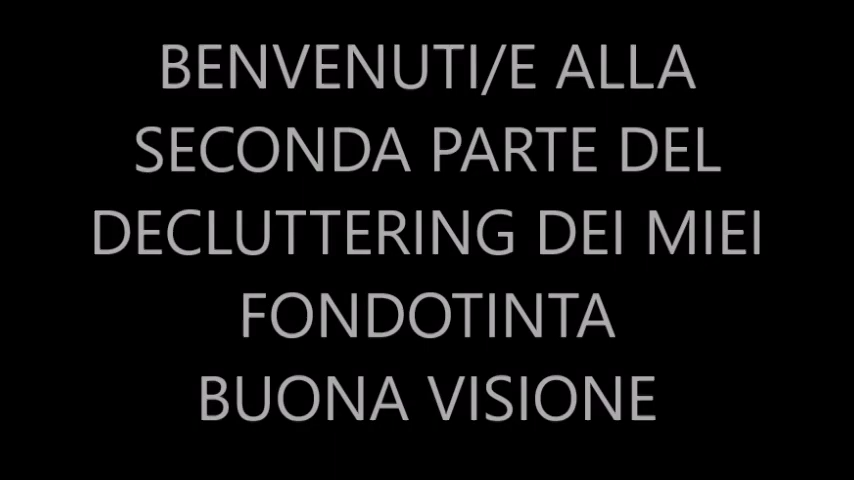 BENVENUTI/E ALLA
SECONDA PARTE DEL
DECLUTTERING DEI MIEI
FONDOTINTA
BUONA VISIONE